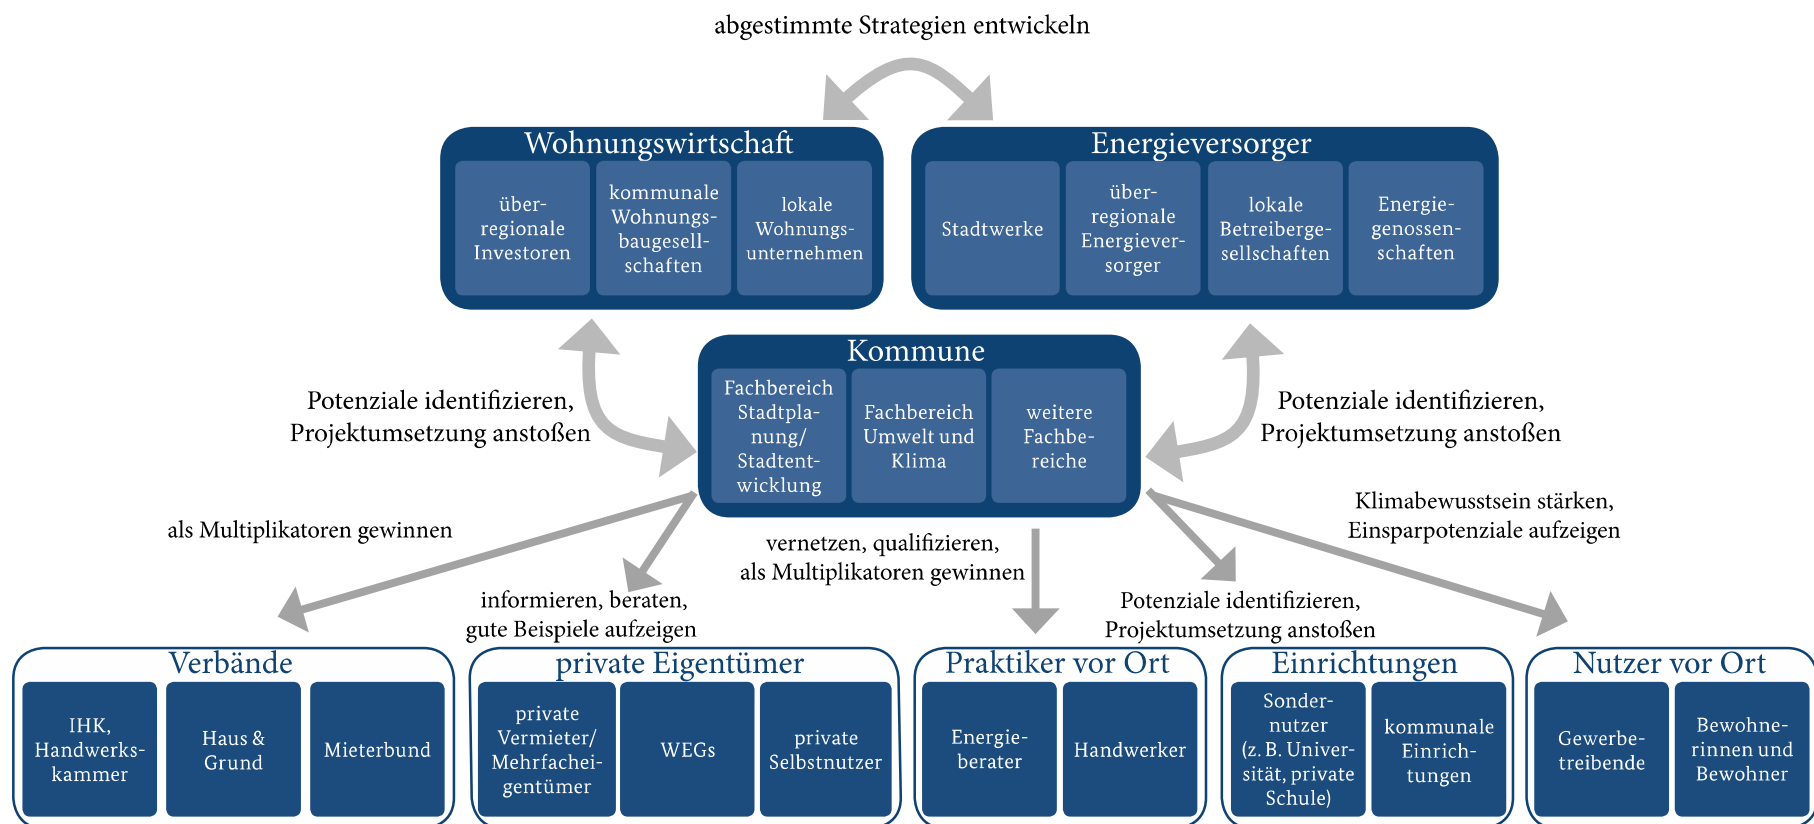 abgestimmte Strategien entwickeln
Wohnungswirtschaft
über-
regionale
Investoren
kommunale
Wohnungs-
baugesell-
schaften
lokale
Wohnungs-
unternehmen
Energieversorger
Stadtwerke
über-
regionale
Energiever-
sorger
lokale
Betreiberge-
sellschaften
Energie-
genossen-
schaften
Potenziale identifizieren,
Projektumsetzung anstoßen
Kommune
Fachbereich
Stadtpla-
nung/
Stadtent-
wicklung
Fachbereich
Umwelt und
Klima
weitere
Fachbe-
reiche
Potenziale identifizieren,
Projektumsetzung anstoßen
als Multiplikatoren gewinnen
informieren, beraten,
gute Beispiele aufzeigen
vernetzen, qualifizieren,
als Multiplikatoren gewinnen
Potenziale identifizieren,
Projektumsetzung anstoßen
Klimabewusstsein stärken,
Einsparpotenziale aufzeigen
Verbände
IHK,
Handwerks-
kammer
Haus &
Grund
Mieterbund
private Eigentümer
private
Vermieter/
Mehrfachei-
gentümer
WEGs
private
Selbstnutzer
Praktiker vor Ort
Energie-
berater
Handwerker
Einrichtungen
Sonder-
nutzer
(z. B. Univer-
sität, private
Schule)
kommunale
Einrich-
tungen
Nutzer vor Ort
Gewerbe-
treibende
Bewohne-
rinnen und
Bewohner